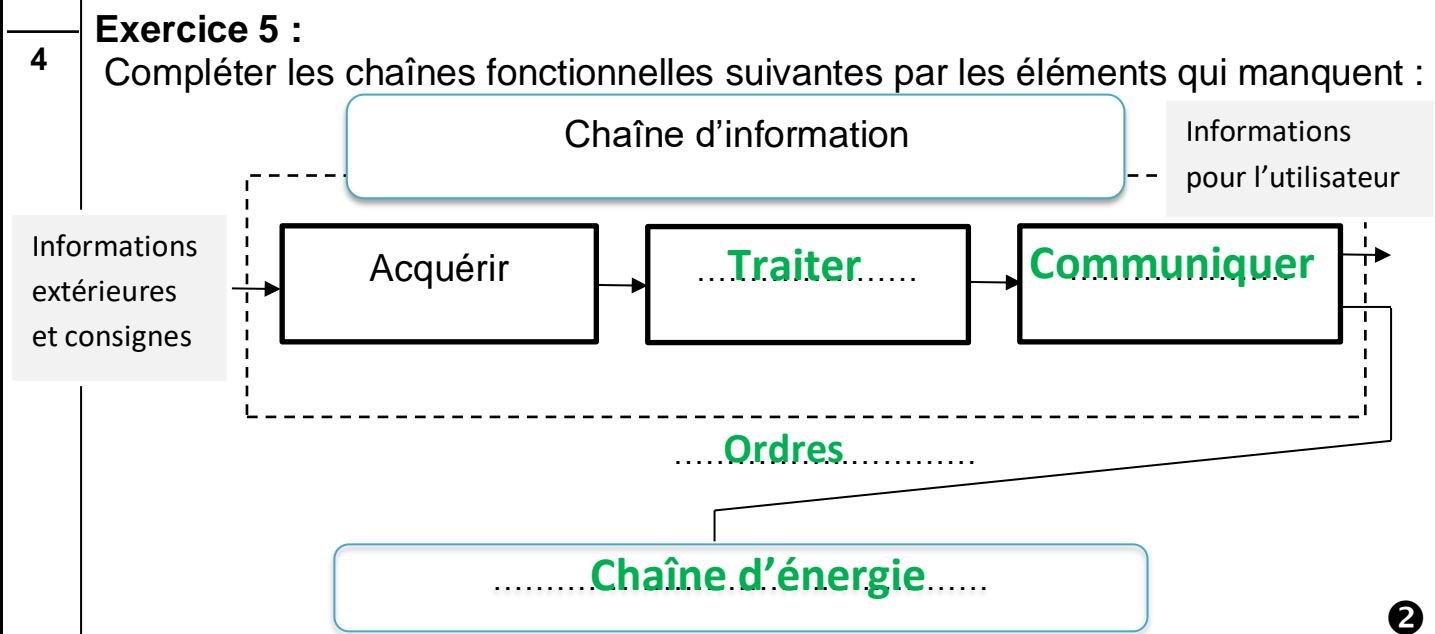 Exercice 5 :
4
Compléter les chaînes fonctionnelles suivantes par les éléments qui manquent :
Chaîne d’information
Informations
pour l’utilisateur
Informations
extérieures
et consignes
Acquérir
....Traiter......
Communiquer
.....Ordres.............
..........Chaîne d’énergie......
❷